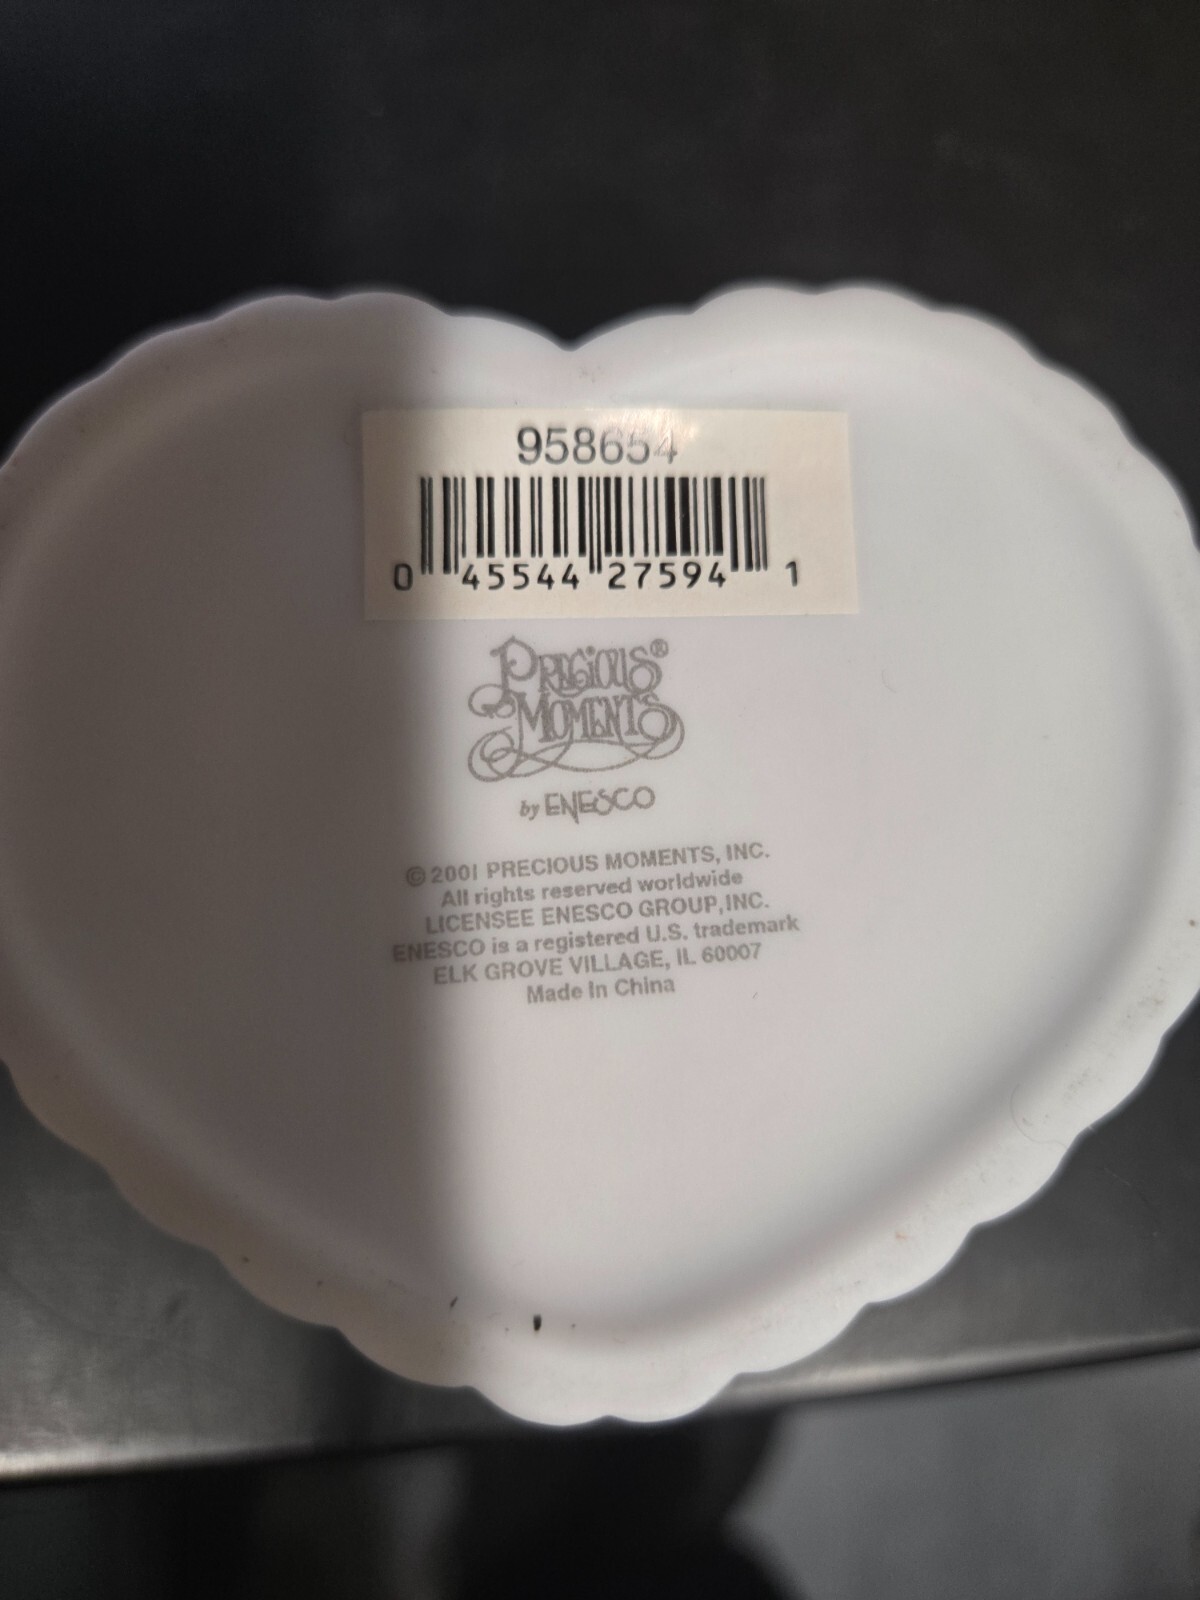 958654
0 45544 27594 1
PRECIOUS®
MOMENTS
by ENESCO
© 2001 PRECIOUS MOMENTS, INC.
All rights reserved worldwide
LICENSEE ENESCO GROUP,INC.
ENESCO is a registered U.S. trademark
ELK GROVE VILLAGE, IL 60007
Made In China